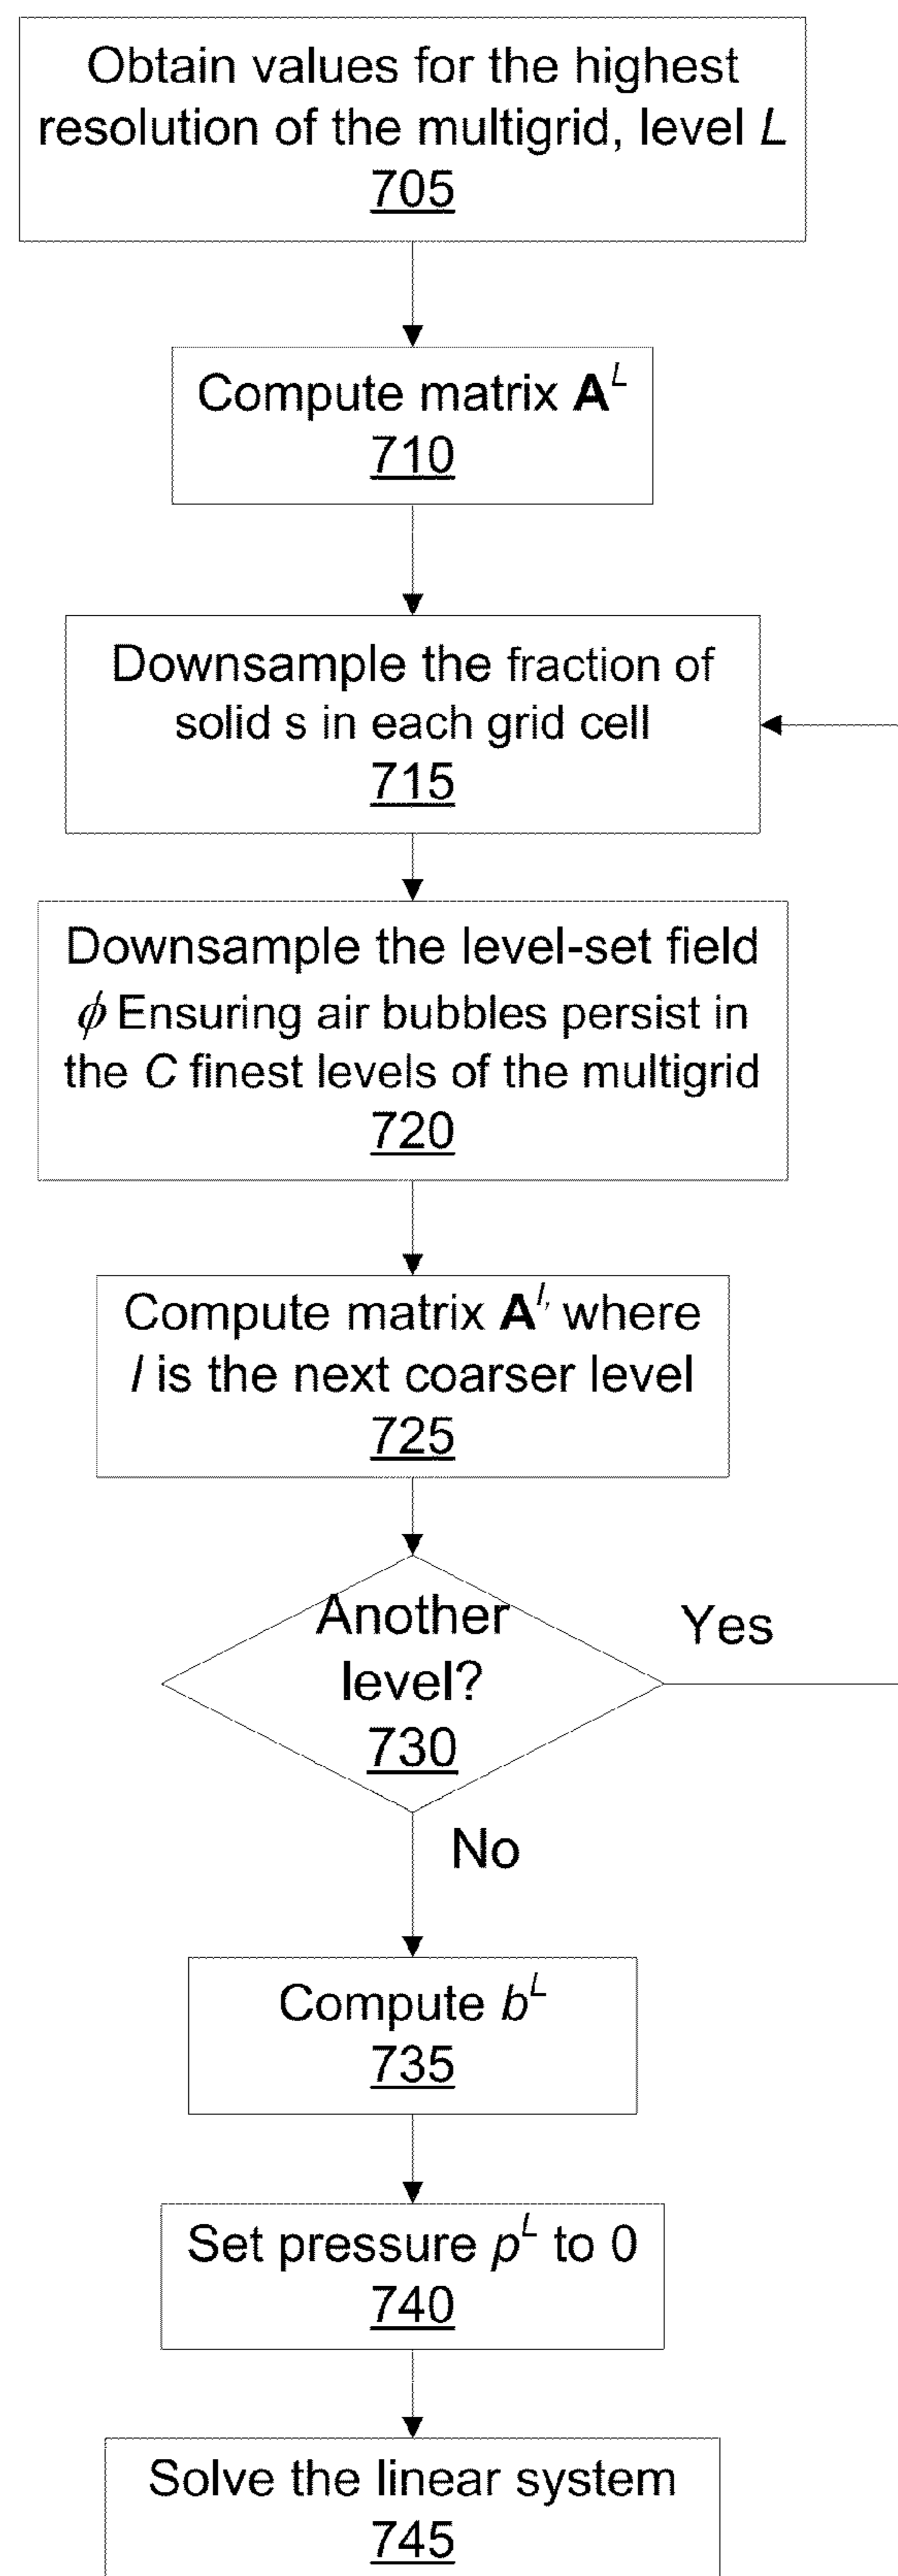 Obtain values for the highest
resolution of the multigrid, level L
705
Compute matrix A^L
710
Downsample the fraction of
solid s in each grid cell
715
Downsample the level-set field
ϕ Ensuring air bubbles persist in
the C finest levels of the multigrid
720
Compute matrix A^l, where
l is the next coarser level
725
Another
level?
730
Yes
No
Compute b^L
735
Set pressure p^L to 0
740
Solve the linear system
745